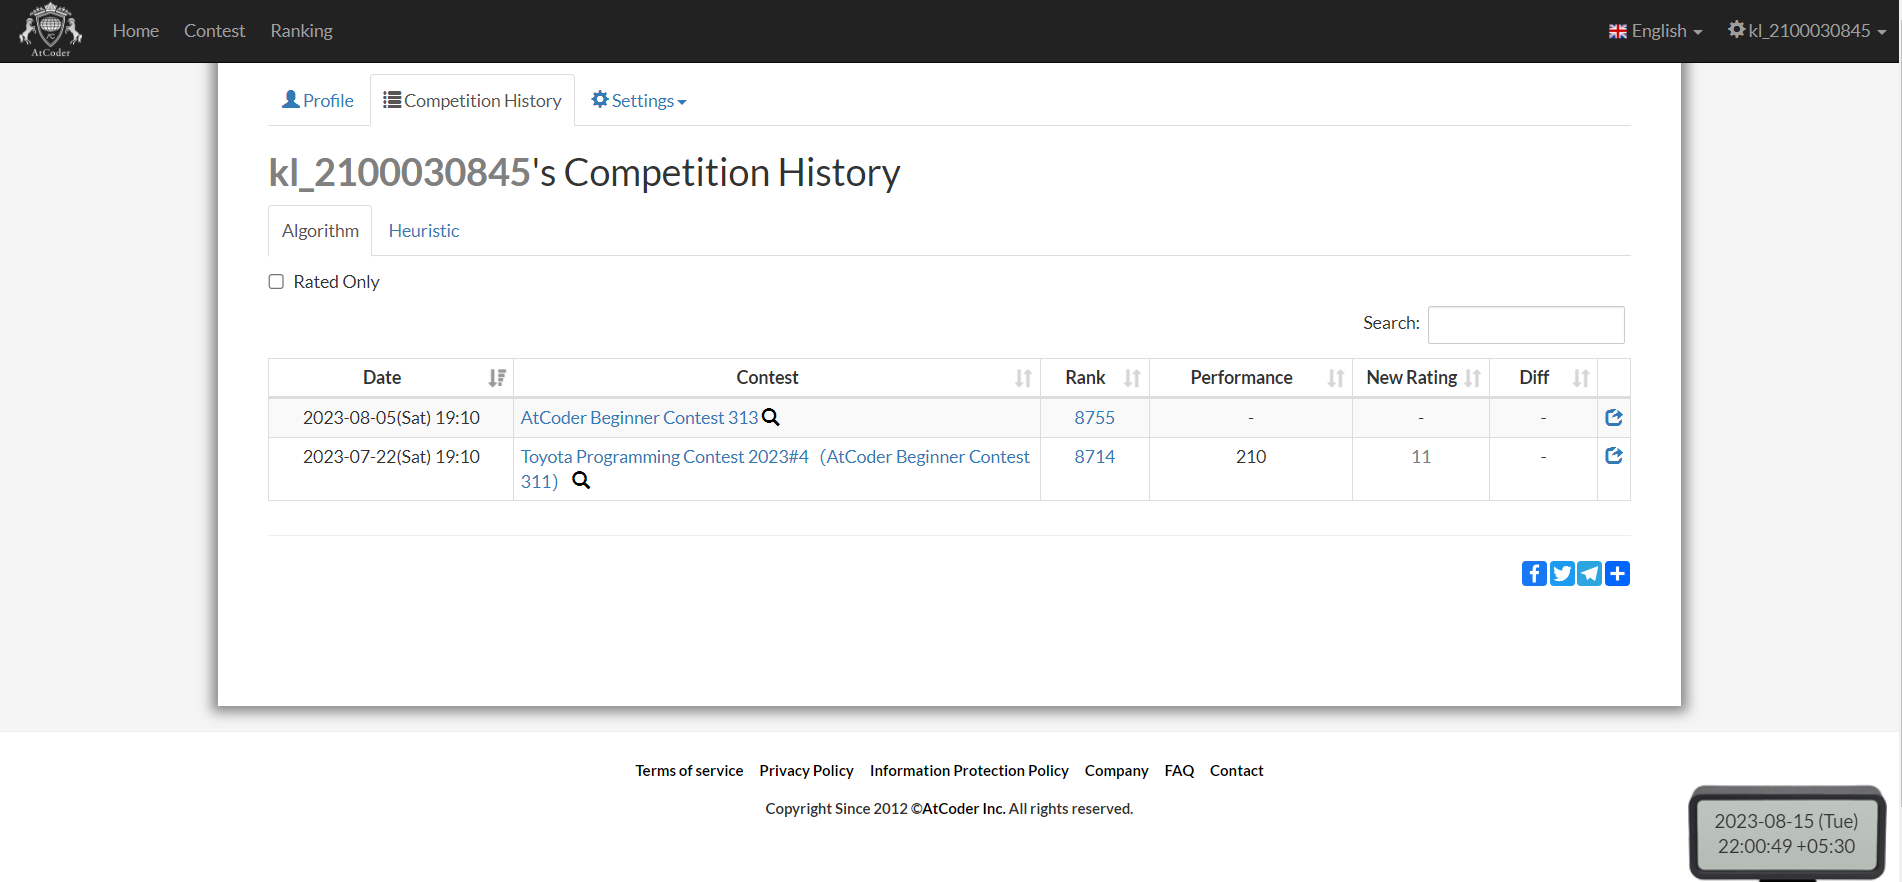 AtCoder
Home Contest Ranking English kl_2100030845
Profile Competition History Settings
kl_2100030845's Competition History
Algorithm Heuristic
Rated Only
Search:
Date Contest Rank Performance New Rating Diff
2023-08-05(Sat) 19:10 AtCoder Beginner Contest 313 8755 - - -
2023-07-22(Sat) 19:10 Toyota Programming Contest 2023#4（AtCoder Beginner Contest 8714 210 11 -
311）
Terms of service Privacy Policy Information Protection Policy Company FAQ Contact
Copyright Since 2012 ©AtCoder Inc. All rights reserved.
2023-08-15 (Tue)
22:00:49 +05:30